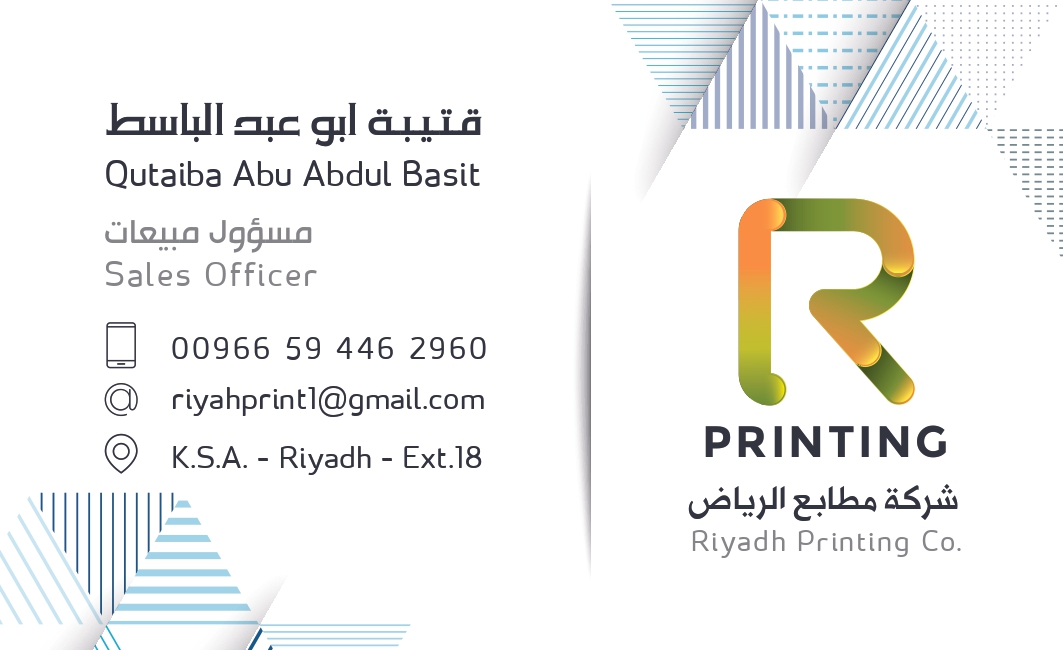 قتيبة ابو عبد الباسط
Qutaiba Abu Abdul Basit
مسؤول مبيعات
Sales Officer
00966 59 446 2960
riyahprint1@gmail.com
K.S.A. - Riyadh - Ext.18
R
PRINTING
شركة مطابع الرياض
Riyadh Printing Co.